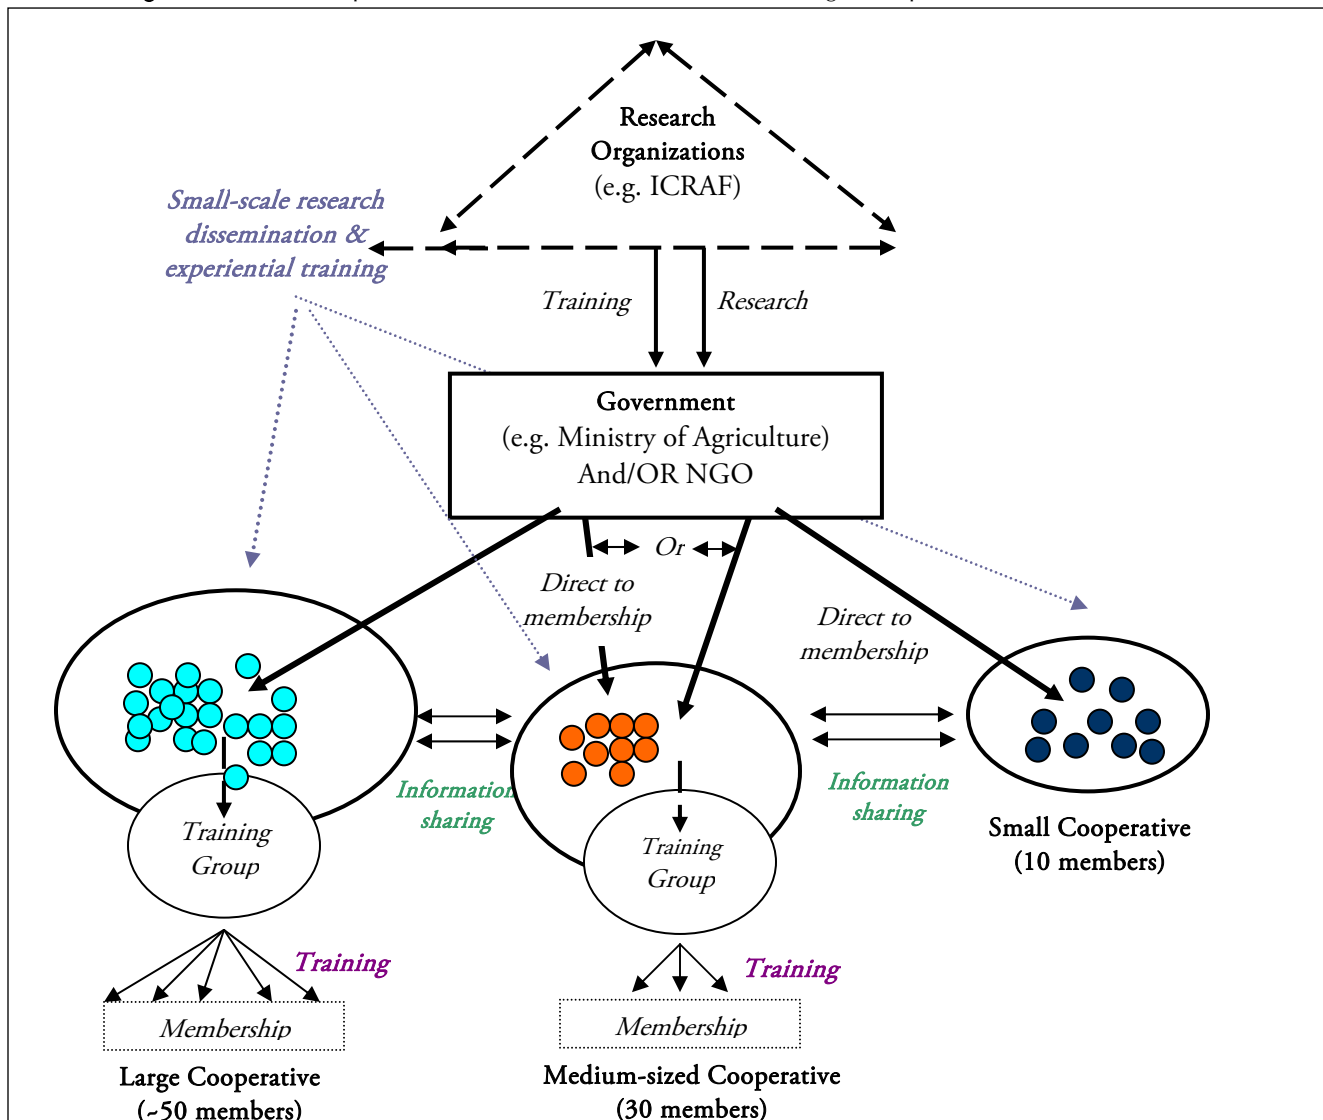 Research
Organizations
(e.g. ICRAF)
Small-scale research
dissemination &
experiential training
Training
Research
Government
(e.g. Ministry of Agriculture)
And/OR NGO
Or
Direct to
membership
Direct to
membership
Information
sharing
Information
sharing
Training
Group
Training
Group
Small Cooperative
(10 members)
Training
Training
Membership
Membership
Large Cooperative
(~50 members)
Medium-sized Cooperative
(30 members)